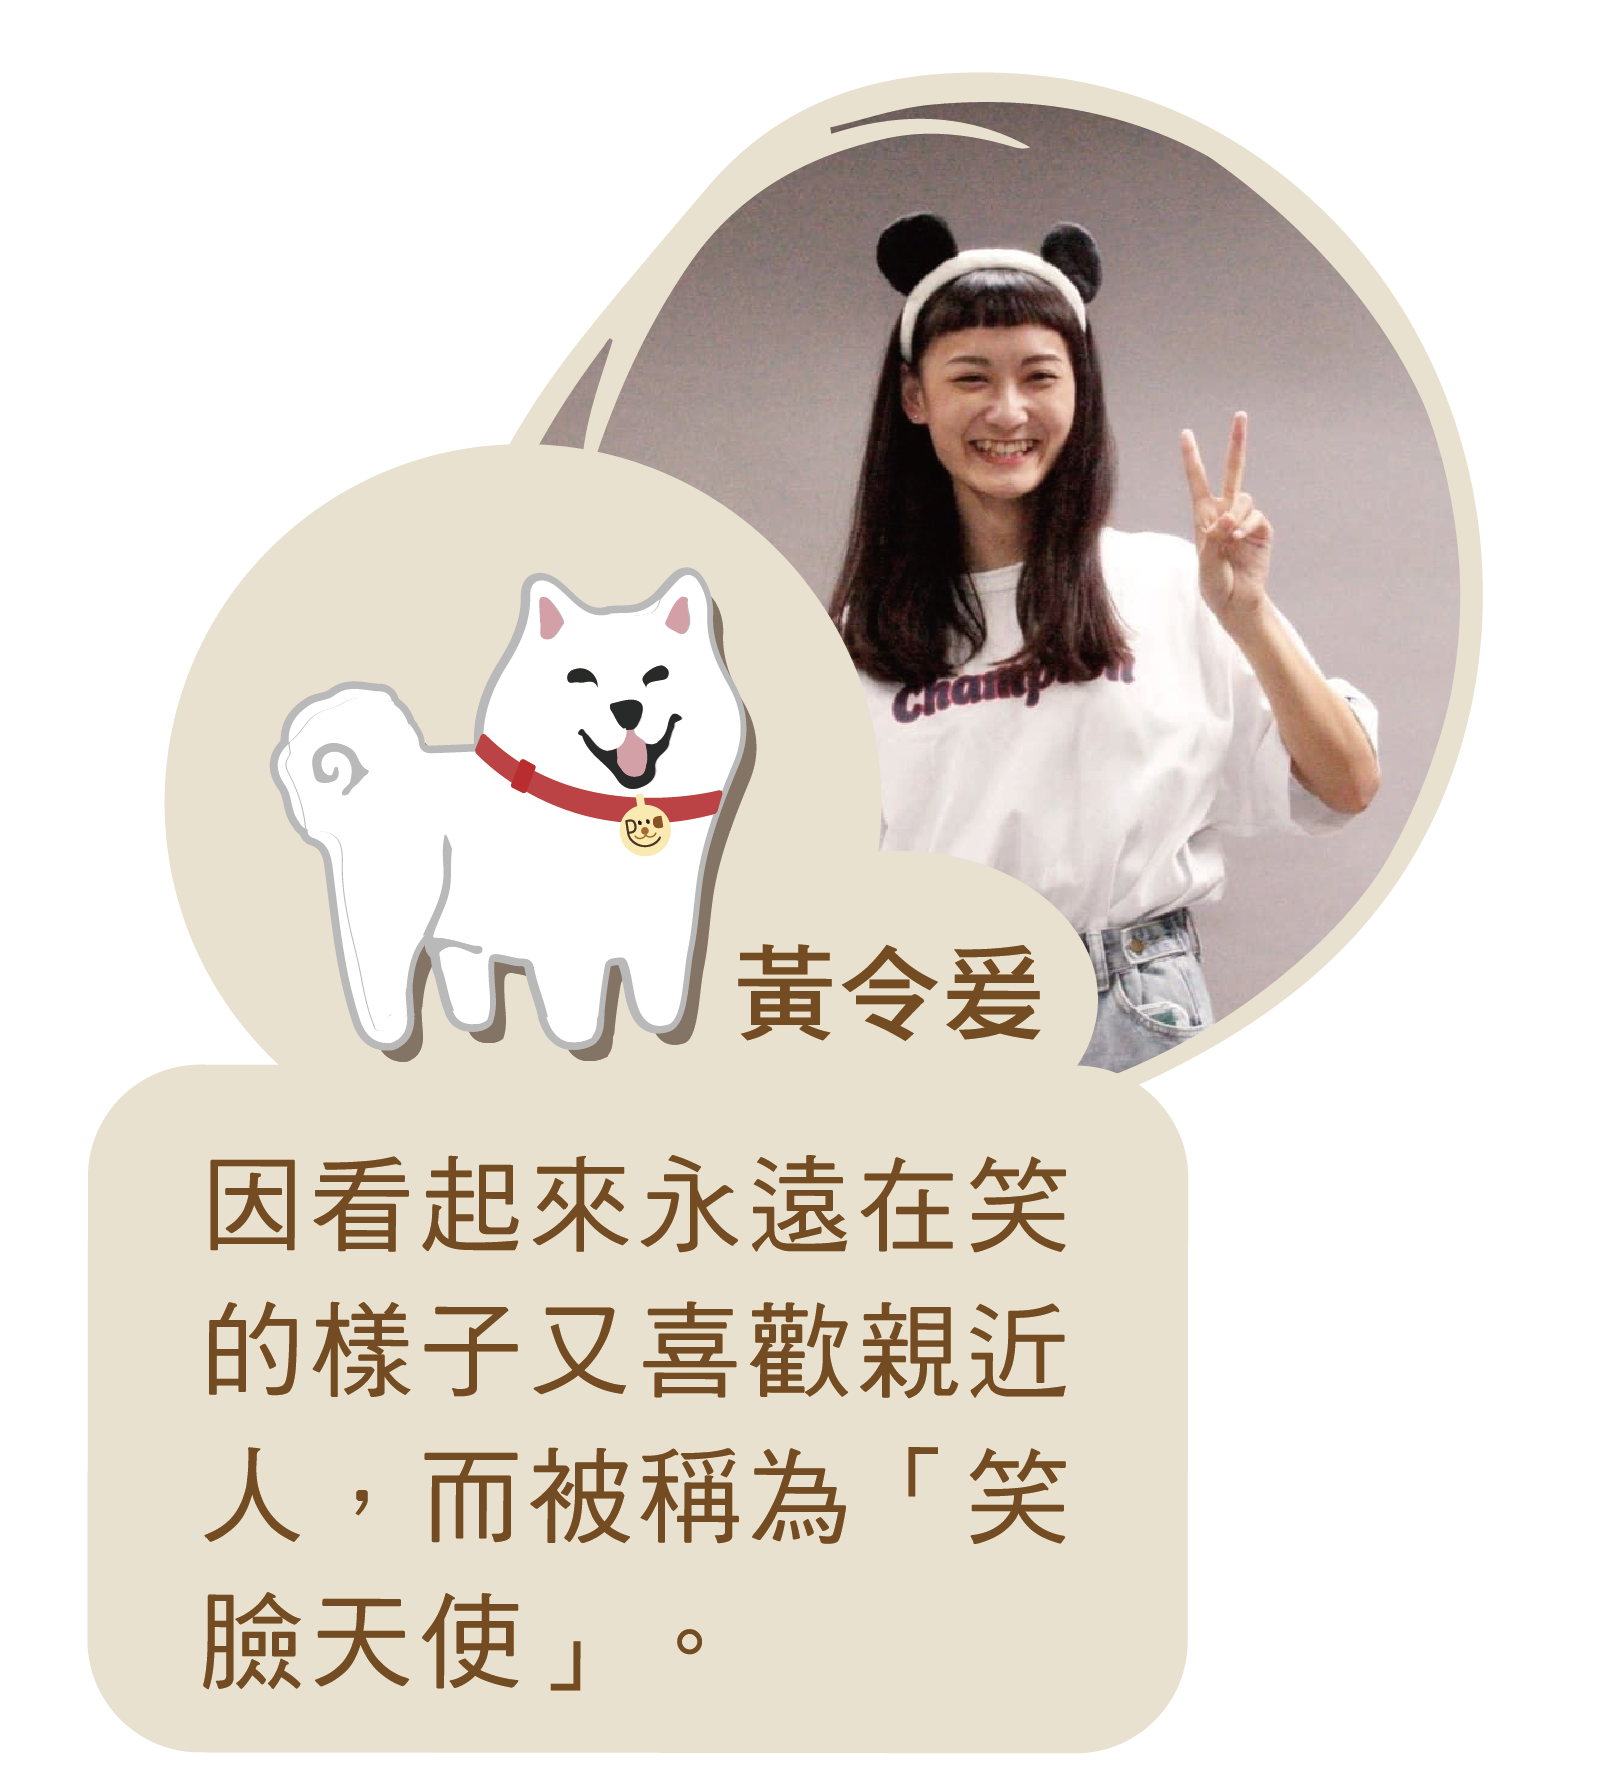 Champion
黃令爰
因看起來永遠在笑
的樣子又喜歡親近
人，而被稱為「笑
臉天使」。